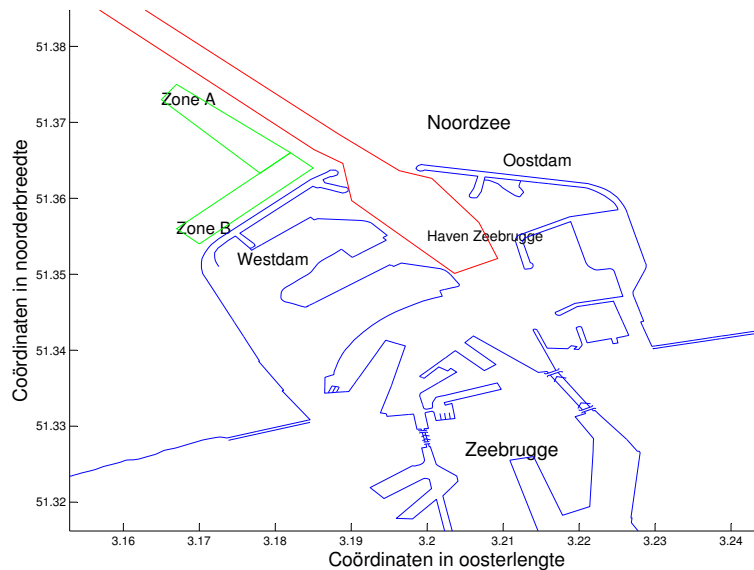 51.38
51.37
51.36
51.35
51.34
51.33
51.32
Coördinaten in noorderbreedte
Zone A
Noordzee
Oostdam
Zone B
Haven Zeebrugge
Westdam
Zeebrugge
3.16
3.17
3.18
3.19
3.2
3.21
3.22
3.23
3.24
Coördinaten in oosterlengte